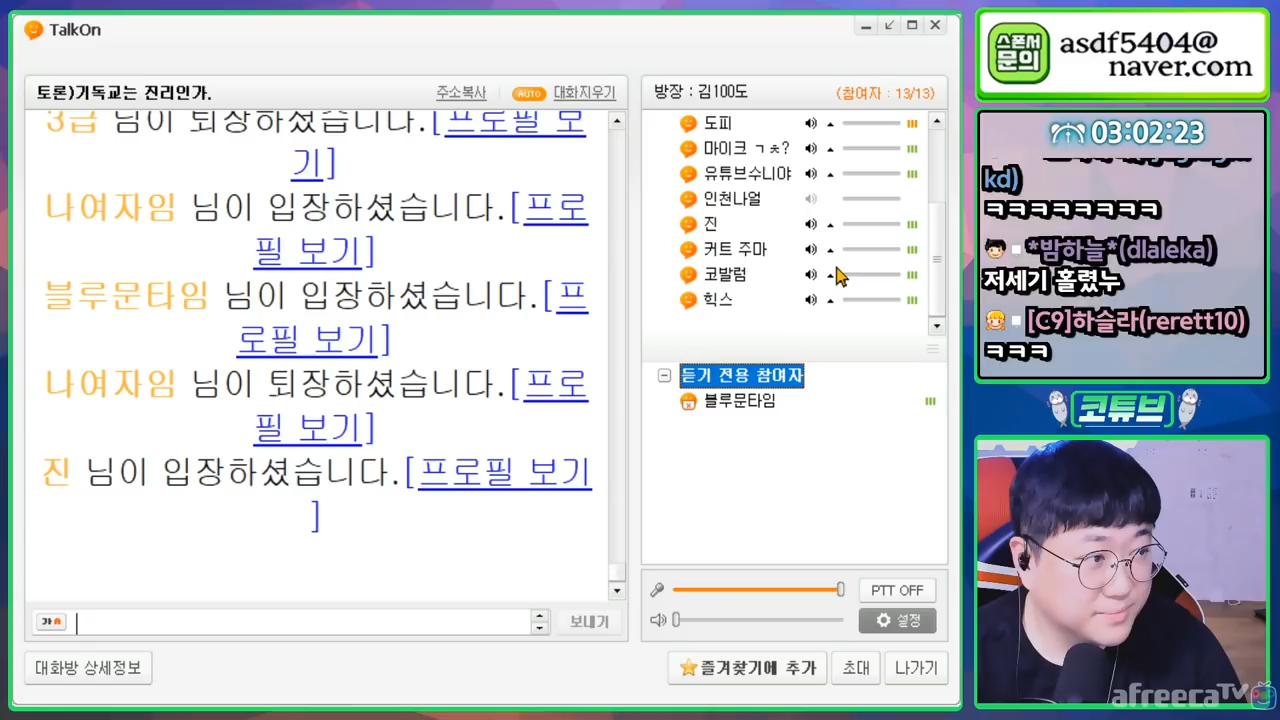 TalkOn
토론)기독교는 진리인가.
주소복사
AUTO
대화지우기
3급 님이 퇴장하셨습니다.[프로필 모
기]
나여자임 님이 입장하셨습니다.[프로
필 보기]
블루문타임 님이 입장하셨습니다.[프
로필 보기]
나여자임 님이 퇴장하셨습니다.[프로
필 보기]
진 님이 입장하셨습니다.[프로필 보기
]
가
보내기
대화방 상세정보
방장 : 김100도
(참여자 : 13/13)
도피
마이크 ㄱㅊ?
유튜브수니야
인천나얼
진
커트 주마
코발럼
힉스
듣기 전용 참여자
블루문타임
PTT OFF
설정
즐겨찾기에 추가
초대
나가기
스폰서
문의
asdf5404@
naver.com
03:02:23
kd)
ㅋㅋㅋㅋㅋㅋㅋㅋ
*밤하늘*(dlaleka)
저세기 홀렸누
[C9]하슬라(rerett10)
ㅋㅋㅋ
코튜브
afreecaTV